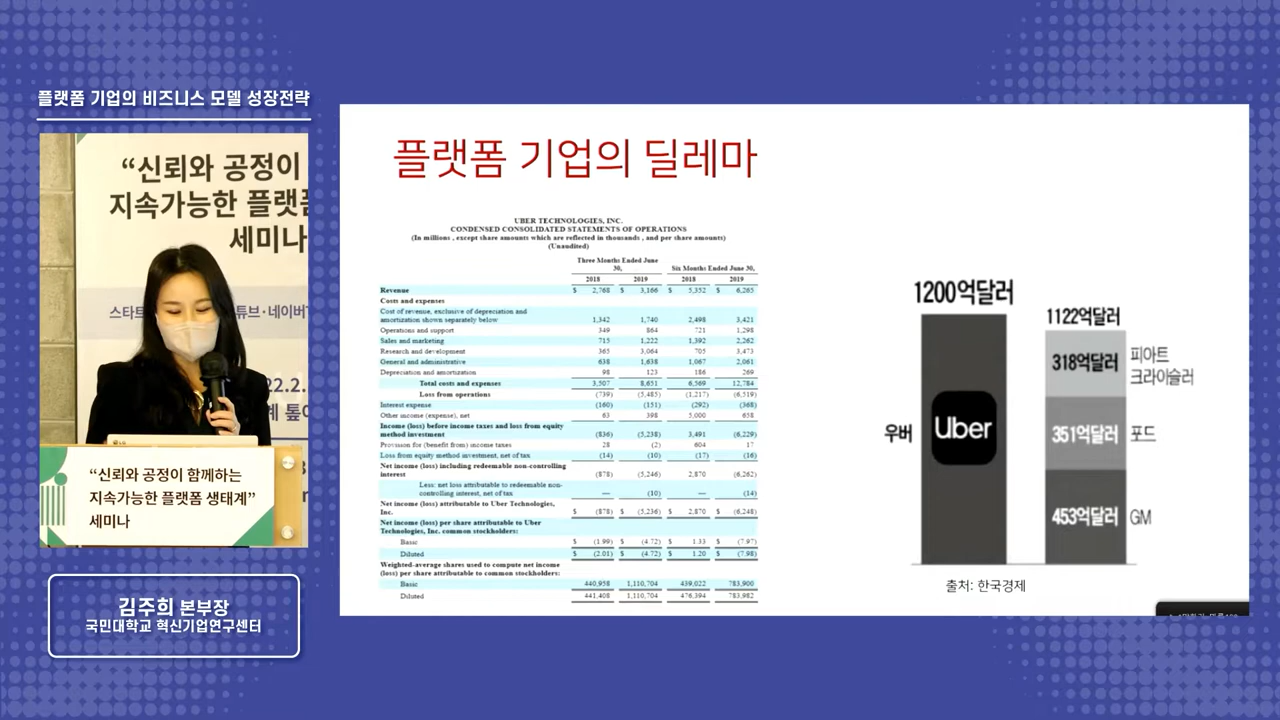 플랫폼 기업의 비즈니스 모델 성장전략
“신뢰와 공정이
지속가능한 플랫폼
세미나
스타트
튜브·네이버
22.2.
“신뢰와 공정이 함께하는
지속가능한 플랫폼 생태계”
세미나
김주희 본부장
국민대학교 혁신기업연구센터
플랫폼 기업의 딜레마
UBER TECHNOLOGIES, INC.
CONDENSED CONSOLIDATED STATEMENTS OF OPERATIONS
(In millions , except share amounts which are reflected in thousands , and per share amounts)
(Unaudited)
Three Months Ended June 30, Six Months Ended June 30,
2018 2019 2018 2019
Revenue $ 2,768 $ 3,166 $ 5,352 $ 6,265
Costs and expenses
Cost of revenue, exclusive of depreciation and
amortization shown separately below 1,342 1,740 2,498 3,421
Operations and support 349 864 721 1,298
Sales and marketing 715 1,222 1,392 2,262
Research and development 365 3,064 705 3,473
General and administrative 638 1,638 1,067 2,061
Depreciation and amortization 98 123 186 269
Total costs and expenses 3,507 8,651 6,569 12,784
Loss from operations (739) (5,485) (1,217) (6,519)
Interest expense (160) (151) (292) (368)
Other income (expense), net 63 398 5,000 658
Income (loss) before income taxes and loss from equity
method investment (836) (5,238) 3,491 (6,229)
Provision for (benefit from) income taxes 28 (2) 604 17
Loss from equity method investment, net of tax (14) (10) (17) (16)
Net income (loss) including redeemable non-controlling
interest (878) (5,246) 2,870 (6,262)
Less: net loss attributable to redeemable non-
controlling interest, net of tax — (10) — (14)
Net income (loss) attributable to Uber Technologies,
Inc. $ (878) $ (5,236) $ 2,870 $ (6,248)
Net income (loss) per share attributable to Uber
Technologies, Inc. common stockholders:
Basic $ (1.99) $ (4.72) $ 1.33 $ (7.97)
Diluted $ (2.01) $ (4.72) $ 1.20 $ (7.98)
Weighted-average shares used to compute net income
(loss) per share attributable to common stockholders:
Basic 440,958 1,110,704 439,022 783,900
Diluted 441,408 1,110,704 476,394 783,982
1200억달러
1122억달러
318억달러 피아트
크라이슬러
우버 Uber 351억달러 포드
453억달러 GM
출처: 한국경제